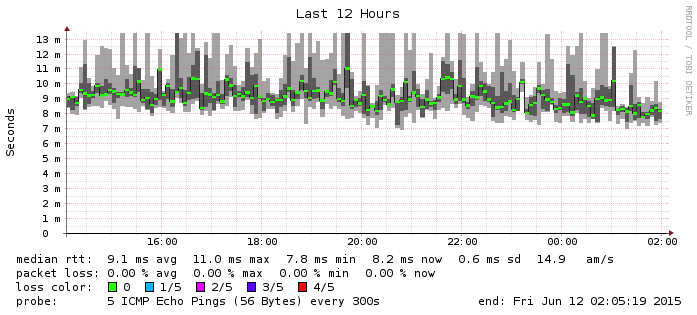 Last 12 Hours
RRDTOOL / TOBI OETIKER
Seconds
13 m
12 m
11 m
10 m
9 m
8 m
7 m
6 m
5 m
4 m
3 m
2 m
1 m
0
16:00 18:00 20:00 22:00 00:00 02:00
median rtt: 9.1 ms avg 11.0 ms max 7.8 ms min 8.2 ms now 0.6 ms sd 14.9 am/s
packet loss: 0.00 % avg 0.00 % max 0.00 % min 0.00 % now
loss color: 0 1/5 2/5 3/5 4/5
probe: 5 ICMP Echo Pings (56 Bytes) every 300s end: Fri Jun 12 02:05:19 2015